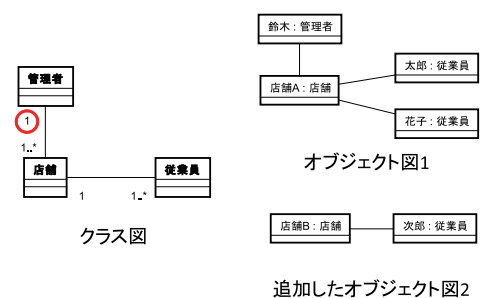 管理者
1
1..*
店舗
従業員
1
1..*
クラス図
鈴木 : 管理者
店舗A : 店舗
太郎 : 従業員
花子 : 従業員
オブジェクト図1
店舗B : 店舗
次郎 : 従業員
追加したオブジェクト図2